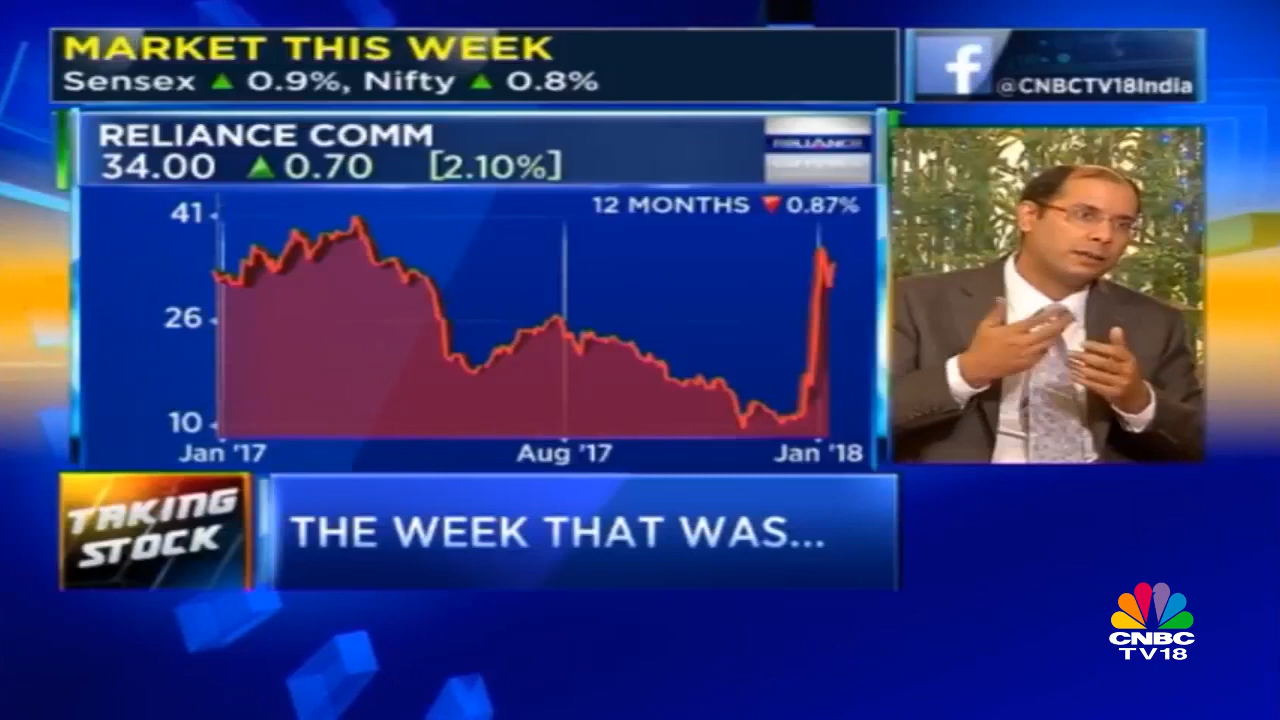 MARKET THIS WEEK
Sensex ▲ 0.9%, Nifty ▲ 0.8%
f
@CNBCTV18India
RELIANCE COMM
34.00 ▲ 0.70 [2.10%]
RELIANCE
12 MONTHS ▼ 0.87%
41
26
10
Jan '17 Aug '17 Jan '18
TAKING
STOCK
THE WEEK THAT WAS...
CNBC
TV18